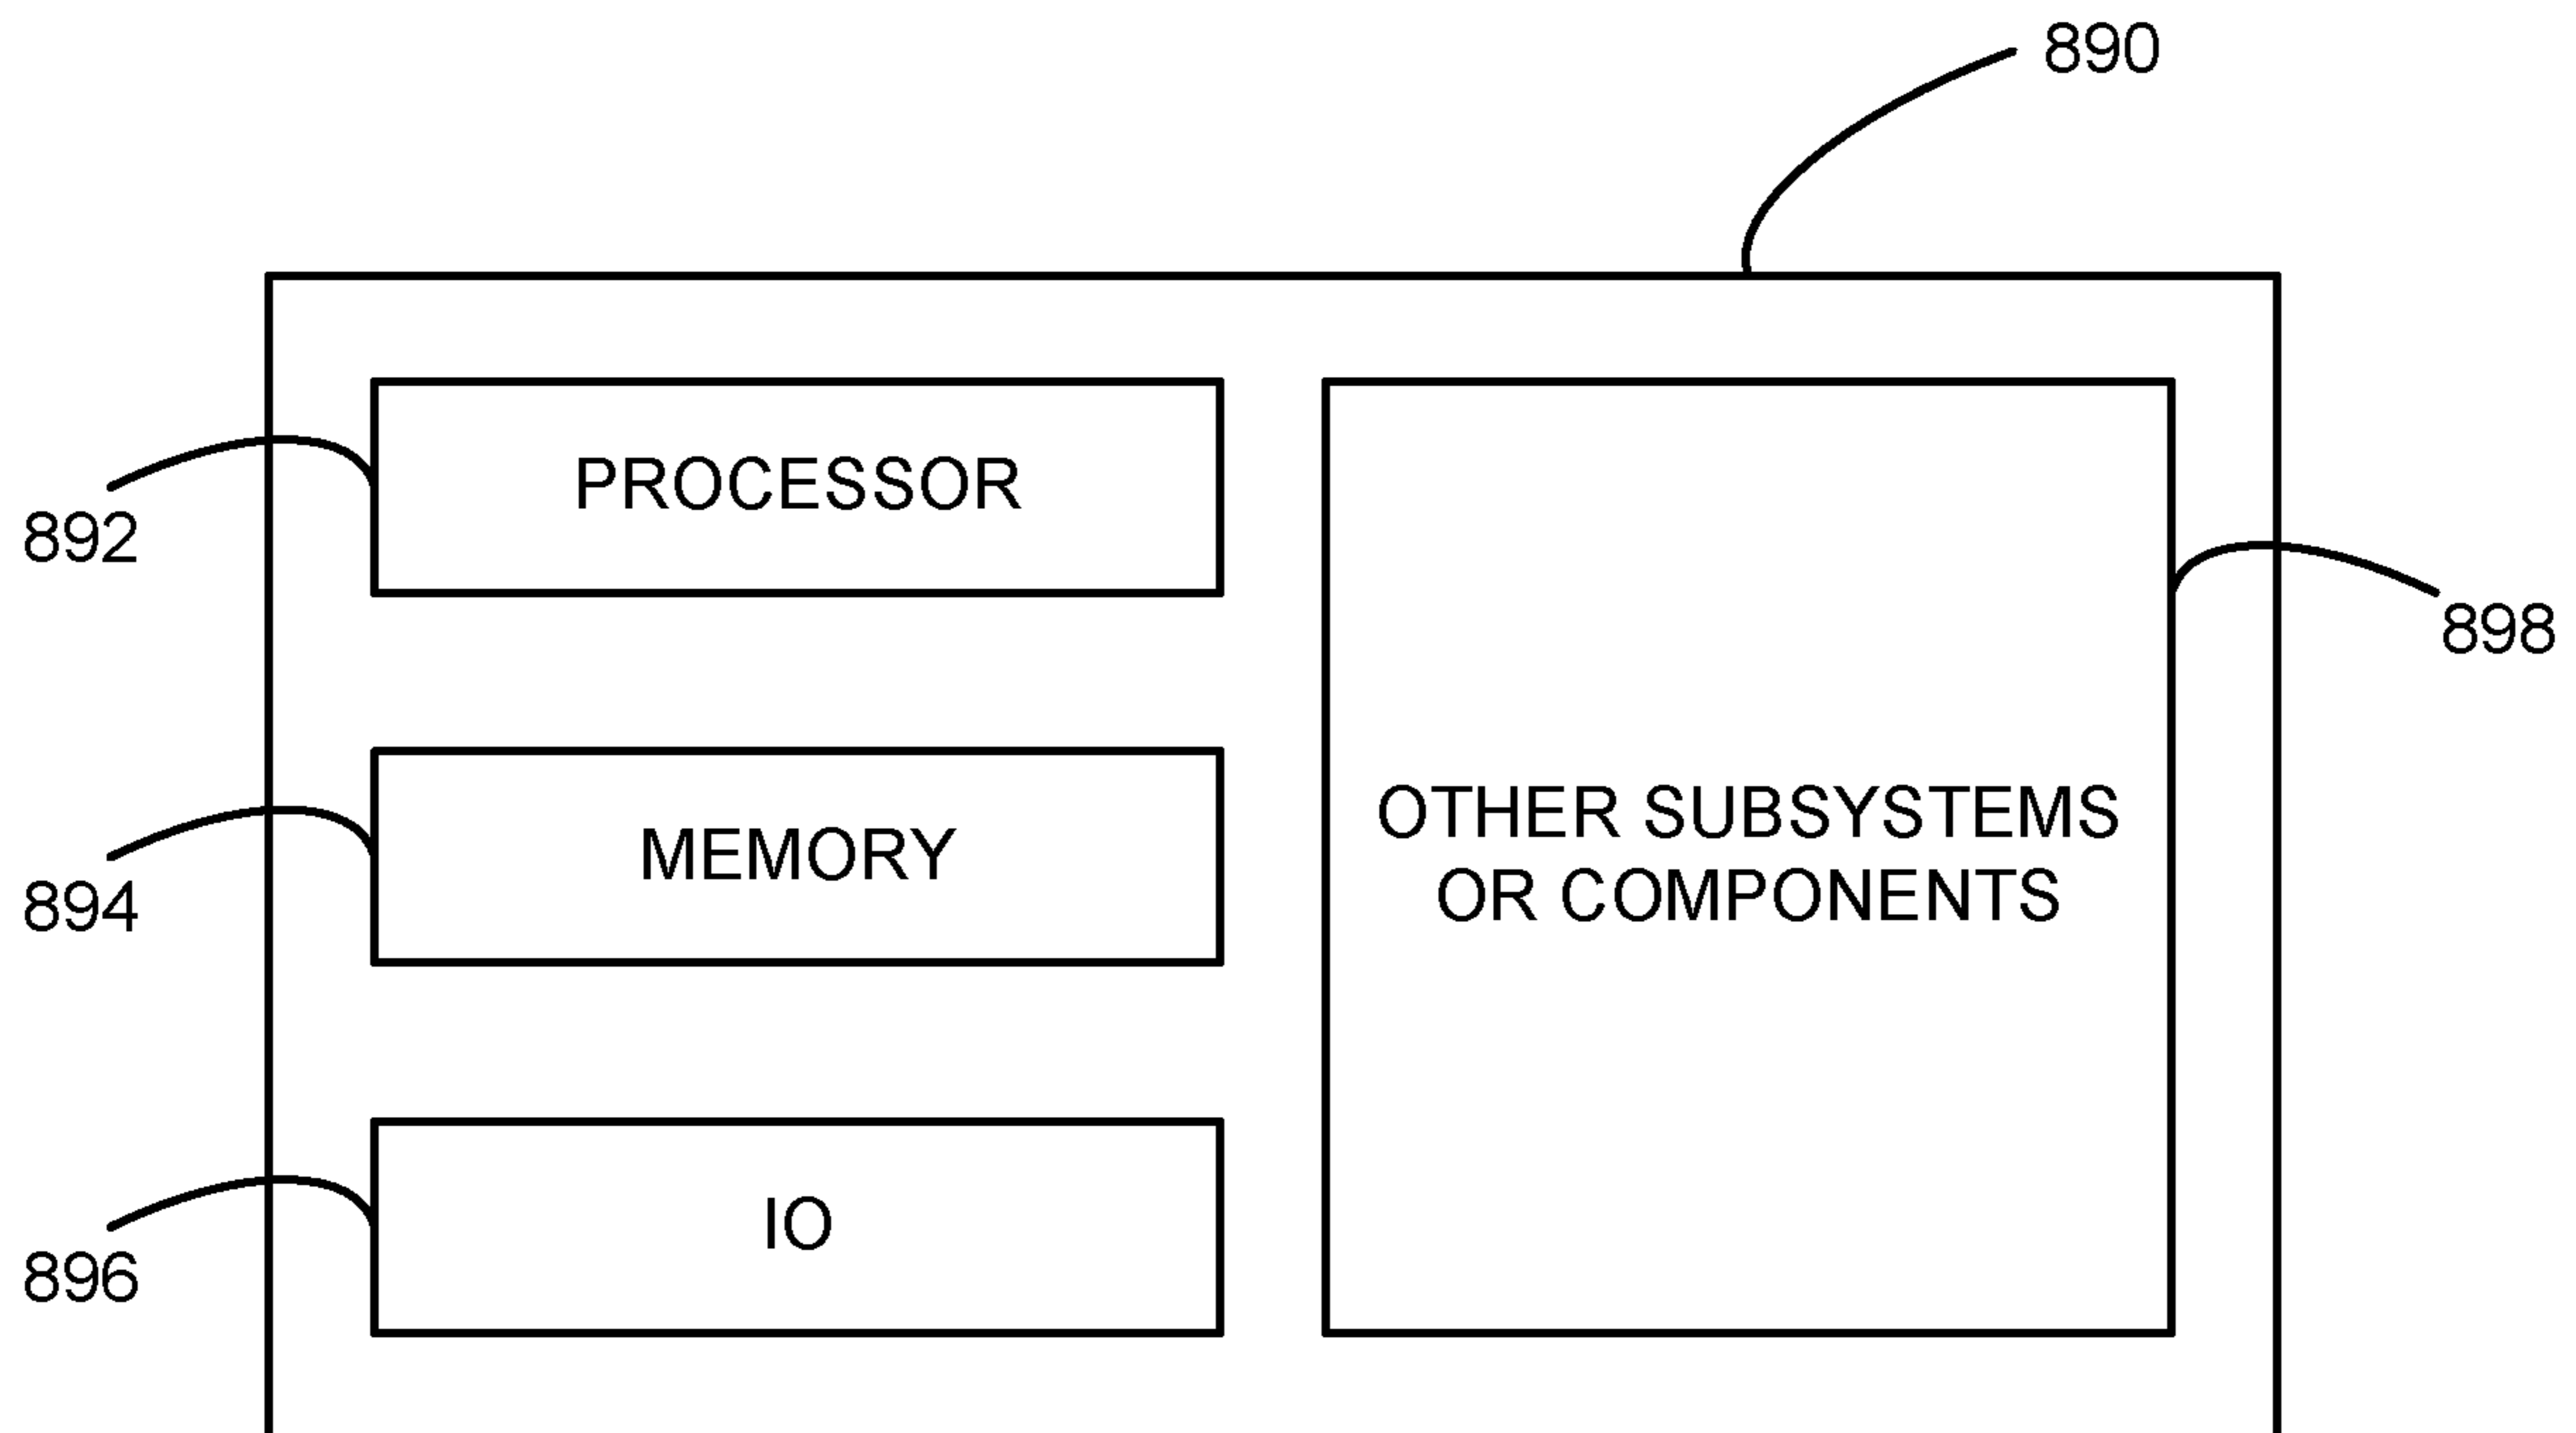 890
PROCESSOR
892
898
MEMORY
OTHER SUBSYSTEMS
OR COMPONENTS
894
IO
896